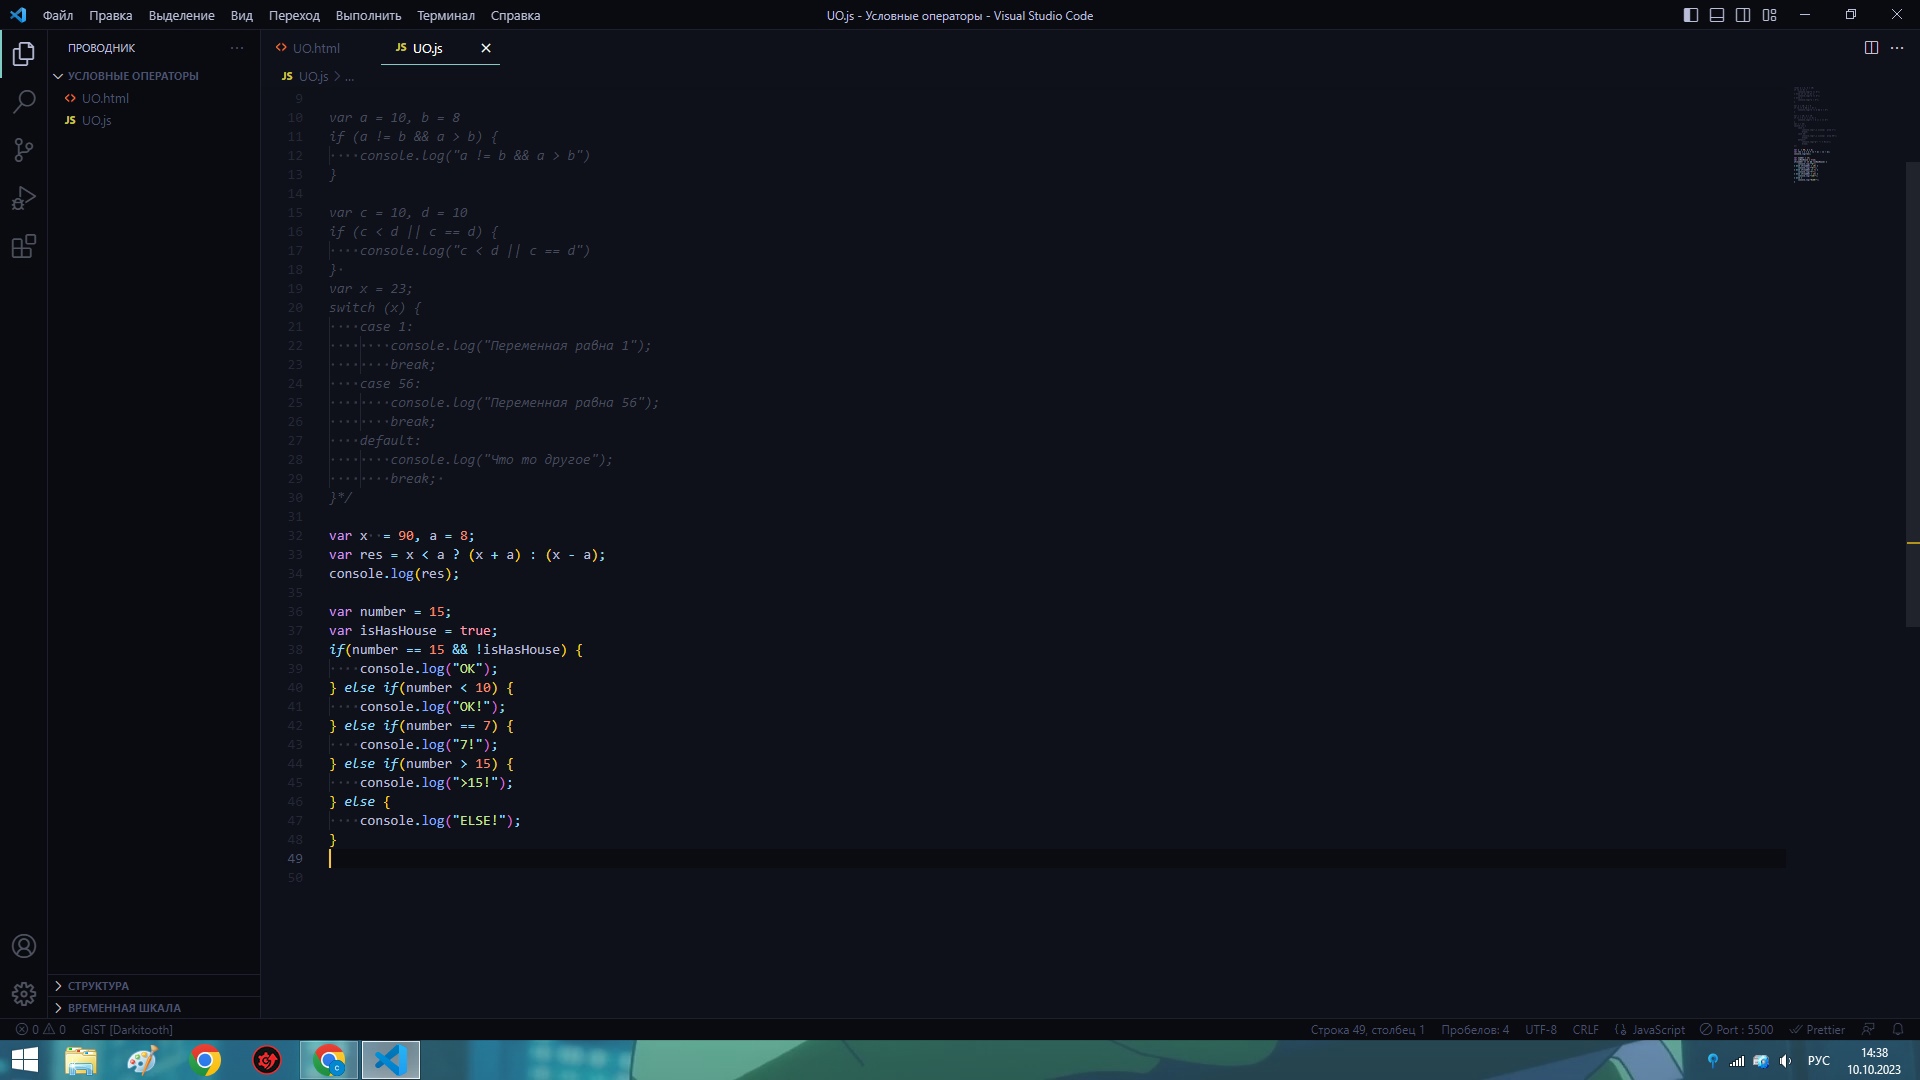 Файл Правка Выделение Вид Переход Выполнить Терминал Справка
UO.js - Условные операторы - Visual Studio Code
ПРОВОДНИК
УСЛОВНЫЕ ОПЕРАТОРЫ
<> UO.html
JS UO.js
<> UO.html JS UO.js
JS UO.js > ...
9
10 var a = 10, b = 8
11 if (a != b && a > b) {
12 ····console.log("a != b && a > b")
13 }
14
15 var c = 10, d = 10
16 if (c < d || c == d) {
17 ····console.log("c < d || c == d")
18 }·
19 var x = 23;
20 switch (x) {
21 ····case 1:
22 ········console.log("Переменная равна 1");
23 ········break;
24 ····case 56:
25 ········console.log("Переменная равна 56");
26 ········break;
27 ····default:
28 ········console.log("Что то другое");
29 ········break;·
30 }*/
31
32 var x··= 90, a = 8;
33 var res = x < a ? (x + a) : (x - a);
34 console.log(res);
35
36 var number = 15;
37 var isHasHouse = true;
38 if(number == 15 && !isHasHouse) {
39 ····console.log("OK");
40 } else if(number < 10) {
41 ····console.log("OK!");
42 } else if(number == 7) {
43 ····console.log("7!");
44 } else if(number > 15) {
45 ····console.log(">15!");
46 } else {
47 ····console.log("ELSE!");
48 }
49
50
СТРУКТУРА
ВРЕМЕННАЯ ШКАЛА
0 0 GIST [Darkitooth] Строка 49, столбец 1 Пробелов: 4 UTF-8 CRLF {} JavaScript Port : 5500 Prettier
РУС
14:38
10.10.2023